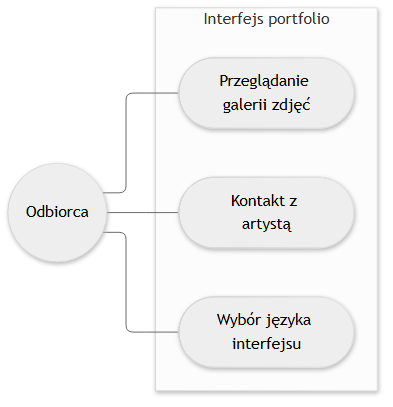 Interfejs portfolio
Przeglądanie
galerii zdjęć
Odbiorca
Kontakt z
artystą
Wybór języka
interfejsu